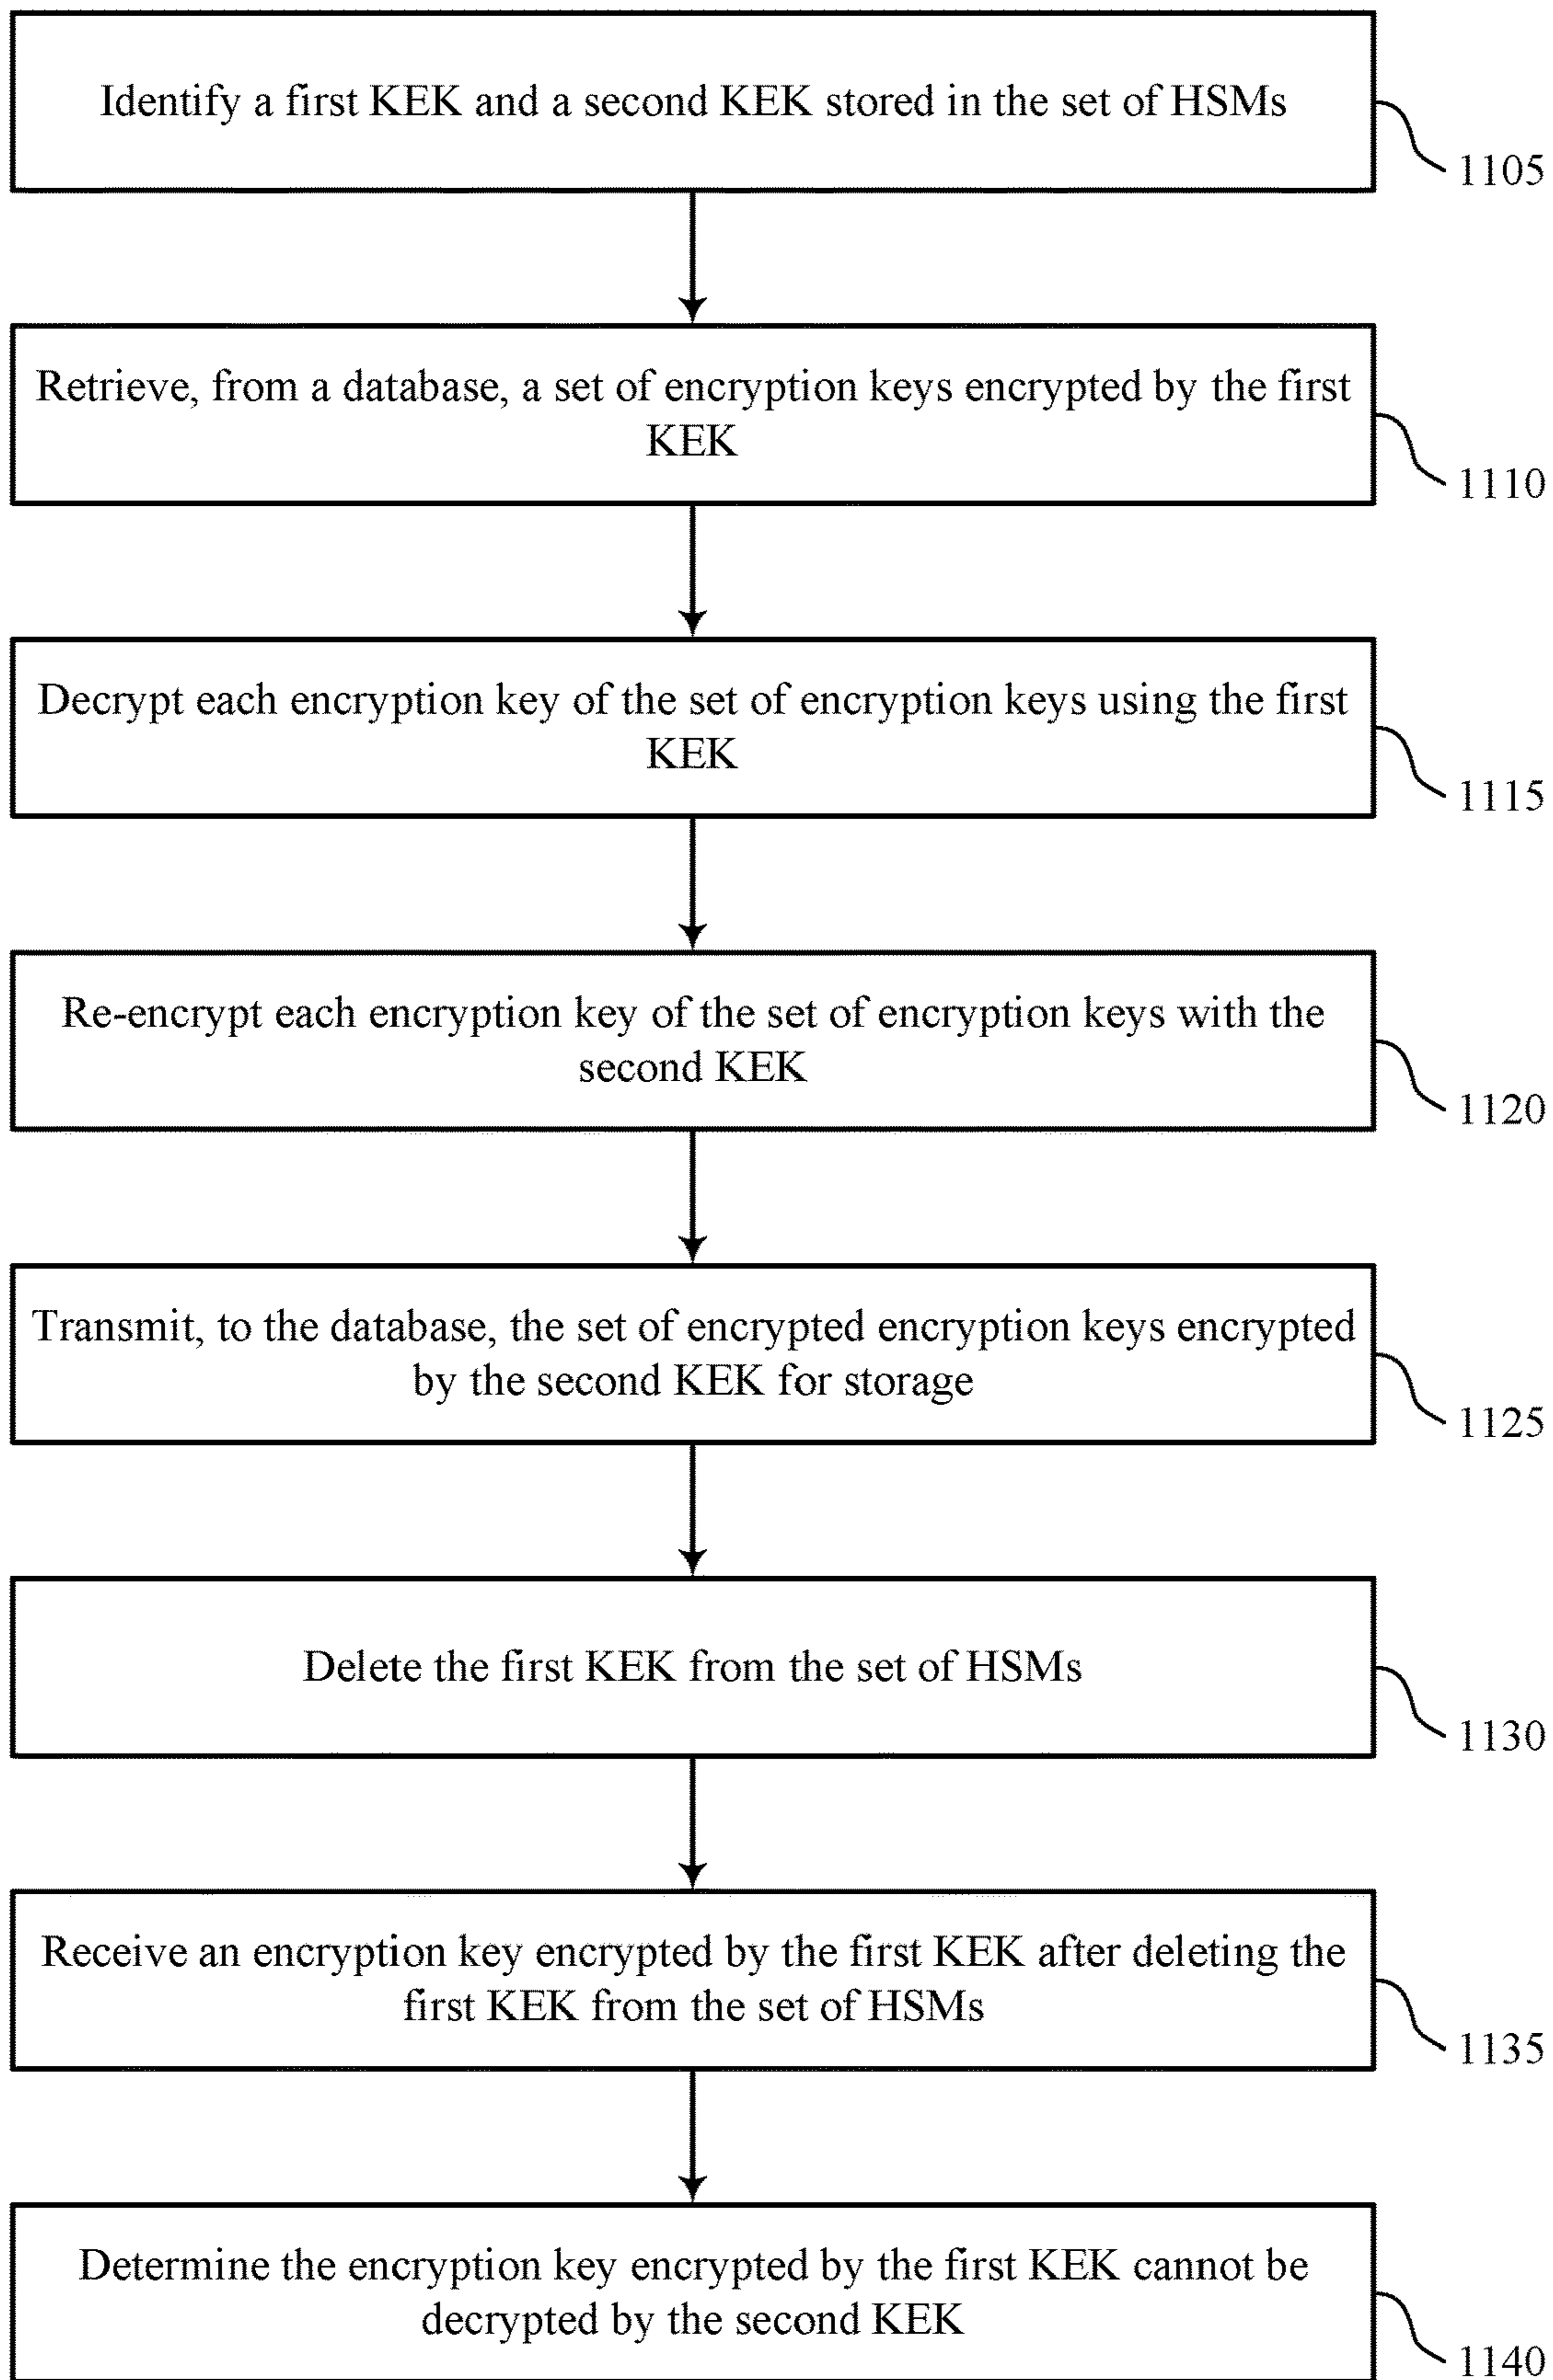 Identify a first KEK and a second KEK stored in the set of HSMs
1105
Retrieve, from a database, a set of encryption keys encrypted by the first
KEK
1110
Decrypt each encryption key of the set of encryption keys using the first
KEK
1115
Re-encrypt each encryption key of the set of encryption keys with the
second KEK
1120
Transmit, to the database, the set of encrypted encryption keys encrypted
by the second KEK for storage
1125
Delete the first KEK from the set of HSMs
1130
Receive an encryption key encrypted by the first KEK after deleting the
first KEK from the set of HSMs
1135
Determine the encryption key encrypted by the first KEK cannot be
decrypted by the second KEK
1140